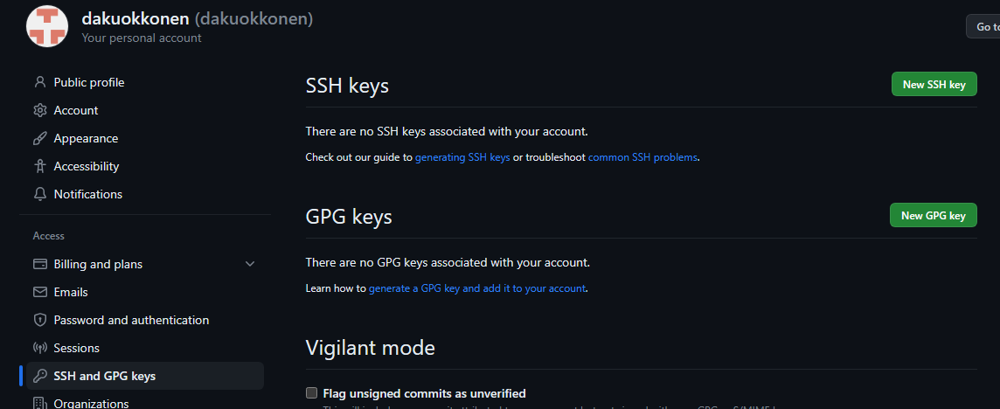 dakuokkonen (dakuokkonen)
Your personal account
Go to
Public profile
Account
Appearance
Accessibility
Notifications
Access
Billing and plans
Emails
Password and authentication
Sessions
SSH and GPG keys
Organizations
SSH keys
New SSH key
There are no SSH keys associated with your account.
Check out our guide to generating SSH keys or troubleshoot common SSH problems.
GPG keys
New GPG key
There are no GPG keys associated with your account.
Learn how to generate a GPG key and add it to your account.
Vigilant mode
Flag unsigned commits as unverified